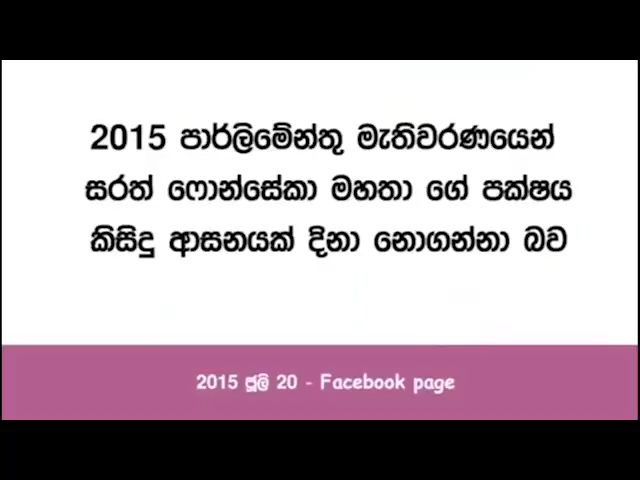 2015 පාර්ලිමේන්තු මැතිවරණයෙන්
සරත් ෆොන්සේකා මහතා ගේ පක්ෂය
කිසිදු ආසනයක් දිනා නොගන්නා බව
2015 ජූලි 20 - Facebook page